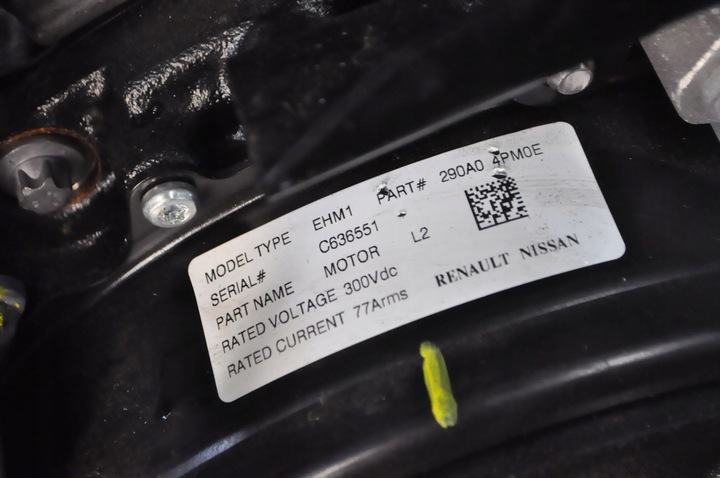 MODEL TYPE EHM1 PART# 290A0 4PM0E
SERIAL# C636551
PART NAME MOTOR L2
RATED VOLTAGE 300Vdc
RATED CURRENT 77Arms
RENAULT NISSAN